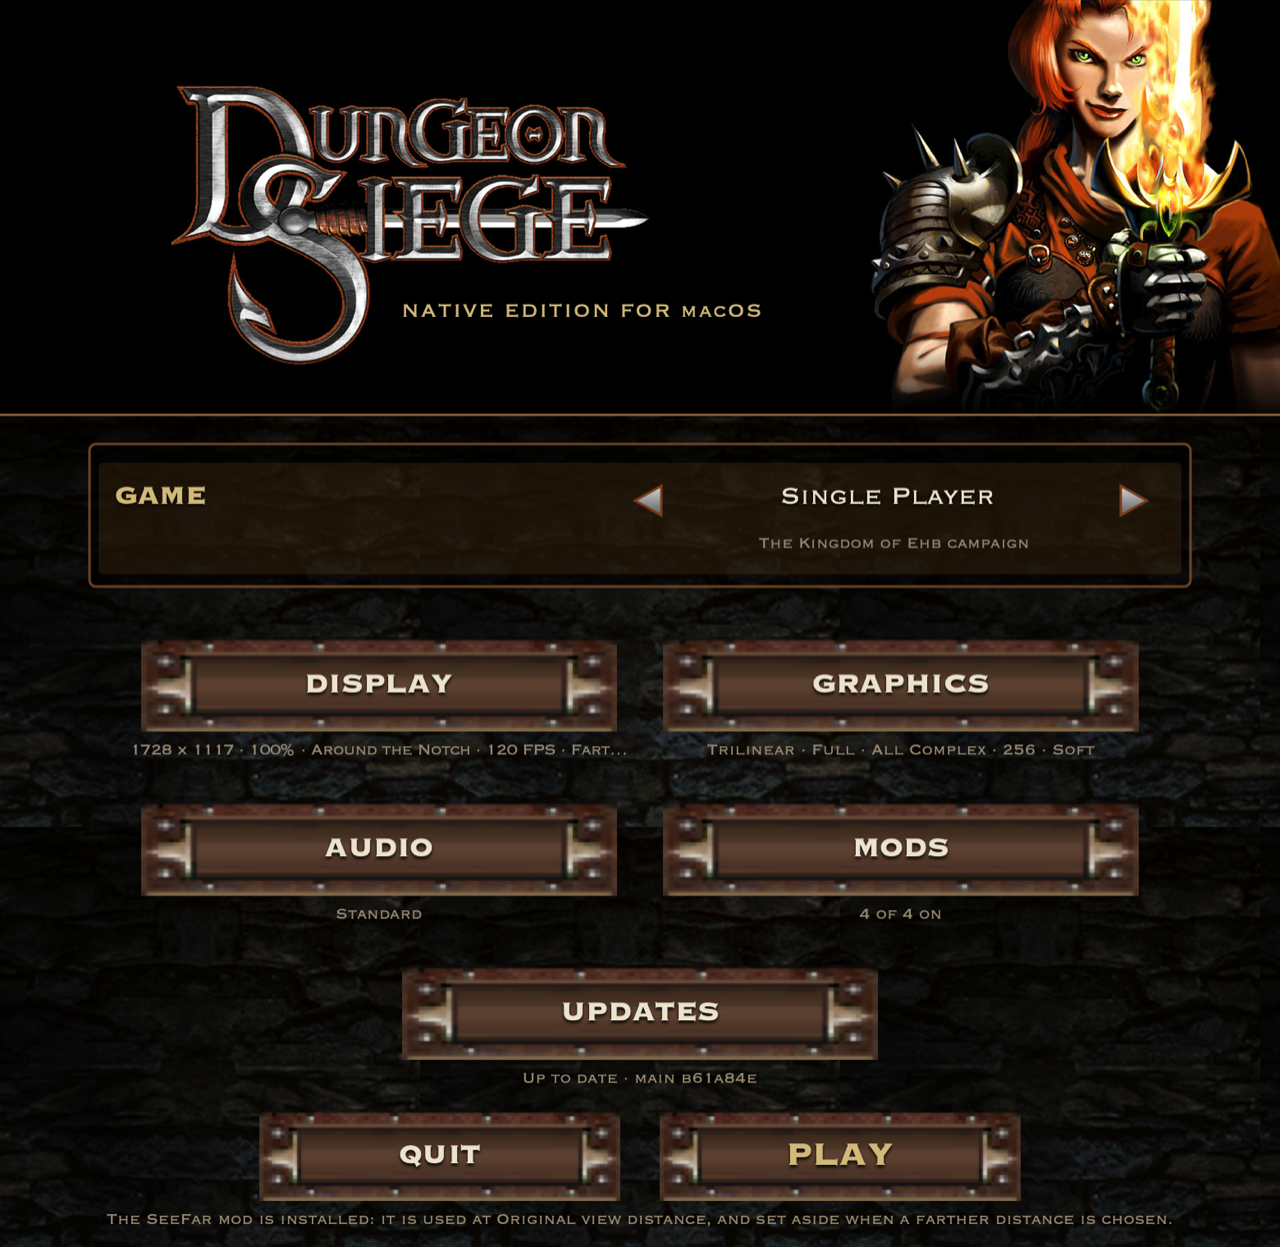 Dungeon
Siege
NATIVE EDITION FOR macOS
GAME
Single Player
The Kingdom of Ehb campaign
DISPLAY
GRAPHICS
1728 x 1117 · 100% · Around the Notch · 120 FPS · Fart...
Trilinear · Full · All Complex · 256 · Soft
AUDIO
MODS
Standard
4 of 4 on
UPDATES
Up to date · main b61a84e
QUIT
PLAY
The SeeFar mod is installed: it is used at Original view distance, and set aside when a farther distance is chosen.